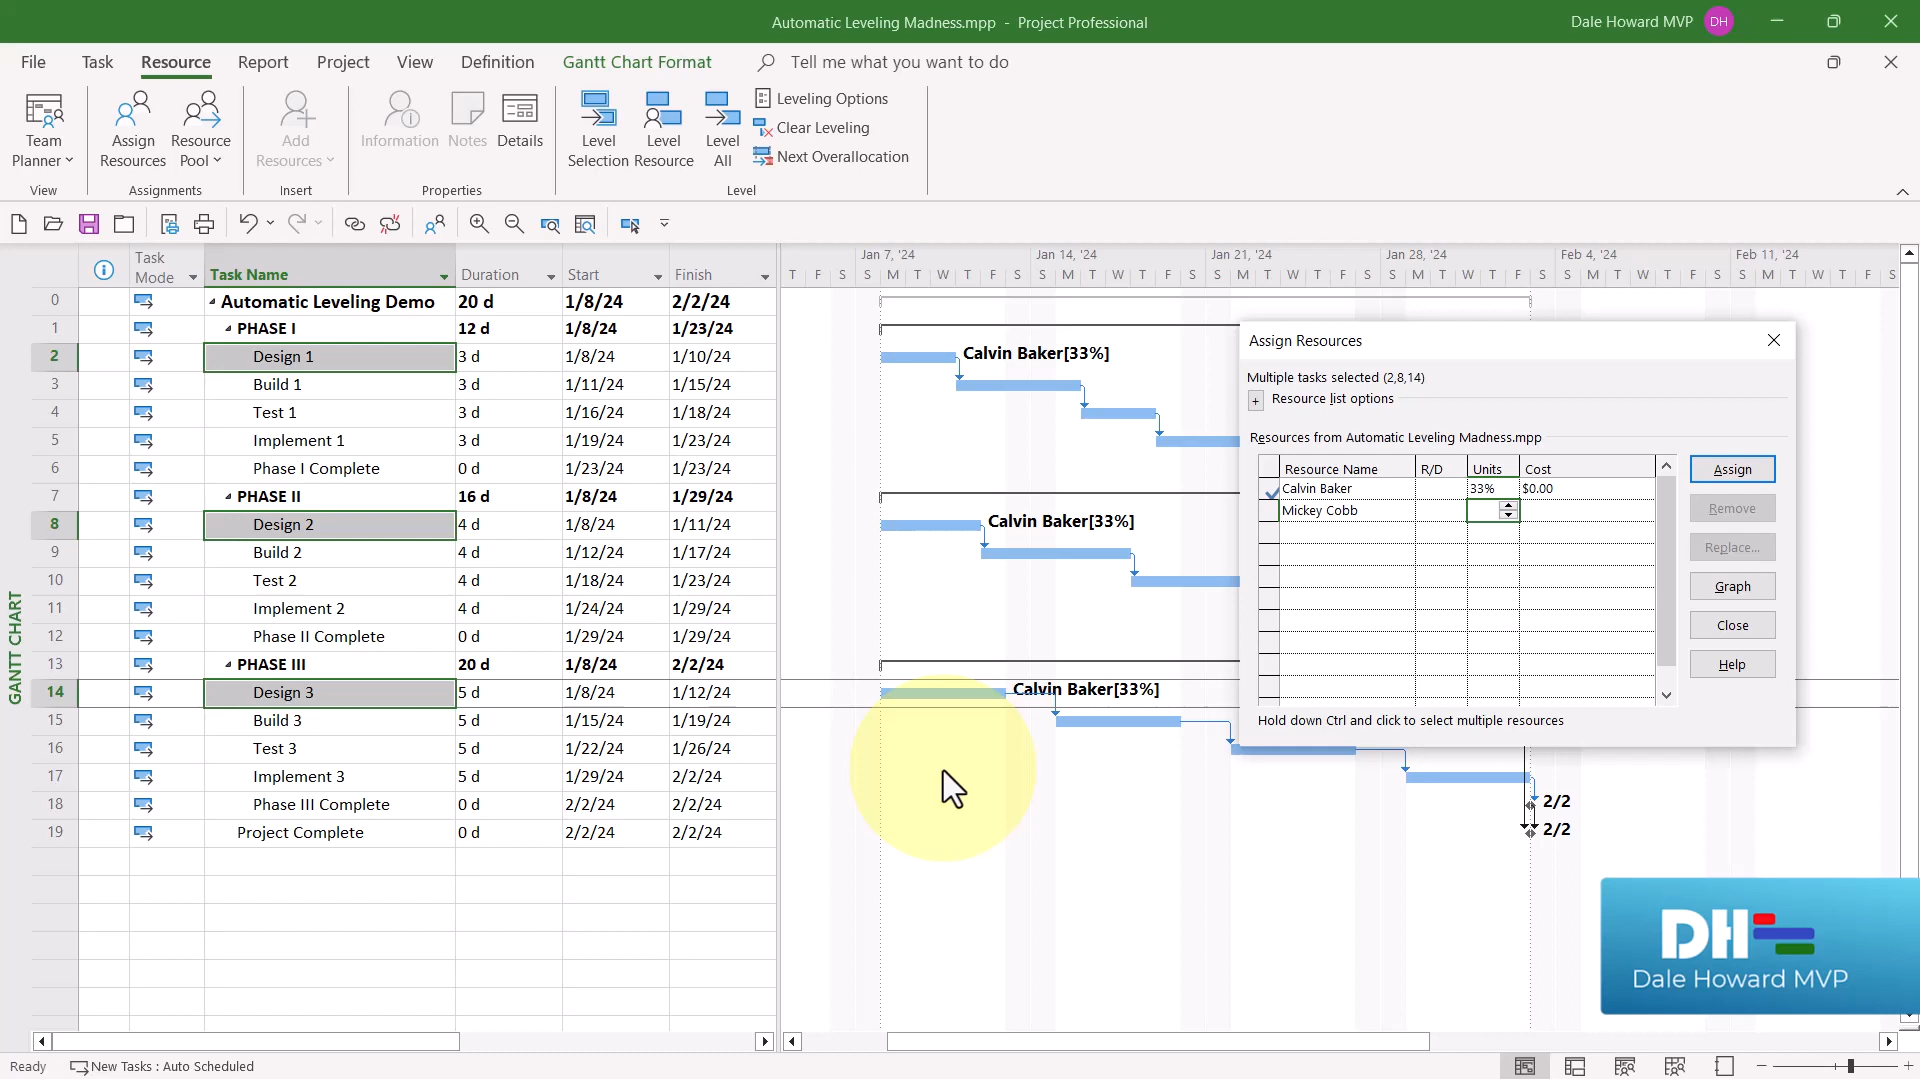 Automatic Leveling Madness.mpp - Project Professional
Dale Howard MVP DH
File Task Resource Report Project View Definition Gantt Chart Format Tell me what you want to do
Team Planner
Assign Resources
Resource Pool
Add Resources
Information
Notes
Details
Level Selection
Level Resource
Level All
Leveling Options
Clear Leveling
Next Overallocation
View Assignments Insert Properties Level
Task Mode Task Name Duration Start Finish
0 Automatic Leveling Demo 20 d 1/8/24 2/2/24
1 PHASE I 12 d 1/8/24 1/23/24
2 Design 1 3 d 1/8/24 1/10/24
3 Build 1 3 d 1/11/24 1/15/24
4 Test 1 3 d 1/16/24 1/18/24
5 Implement 1 3 d 1/19/24 1/23/24
6 Phase I Complete 0 d 1/23/24 1/23/24
7 PHASE II 16 d 1/8/24 1/29/24
8 Design 2 4 d 1/8/24 1/11/24
9 Build 2 4 d 1/12/24 1/17/24
10 Test 2 4 d 1/18/24 1/23/24
11 Implement 2 4 d 1/24/24 1/29/24
12 Phase II Complete 0 d 1/29/24 1/29/24
13 PHASE III 20 d 1/8/24 2/2/24
14 Design 3 5 d 1/8/24 1/12/24
15 Build 3 5 d 1/15/24 1/19/24
16 Test 3 5 d 1/22/24 1/26/24
17 Implement 3 5 d 1/29/24 2/2/24
18 Phase III Complete 0 d 2/2/24 2/2/24
19 Project Complete 0 d 2/2/24 2/2/24
GANTT CHART
Jan 7, '24 Jan 14, '24 Jan 21, '24 Jan 28, '24 Feb 4, '24 Feb 11, '24
T F S S M T W T F S S M T W T F S S M T W T F S S M T W T F S S M T W T F S S M T W T F S
Calvin Baker[33%]
Calvin Baker[33%]
Calvin Baker[33%]
2/2
2/2
Assign Resources
Multiple tasks selected (2,8,14)
+ Resource list options
Resources from Automatic Leveling Madness.mpp
Resource Name R/D Units Cost
Calvin Baker 33% $0.00
Mickey Cobb
Assign
Remove
Replace...
Graph
Close
Help
Hold down Ctrl and click to select multiple resources
DH
Dale Howard MVP
Ready New Tasks : Auto Scheduled